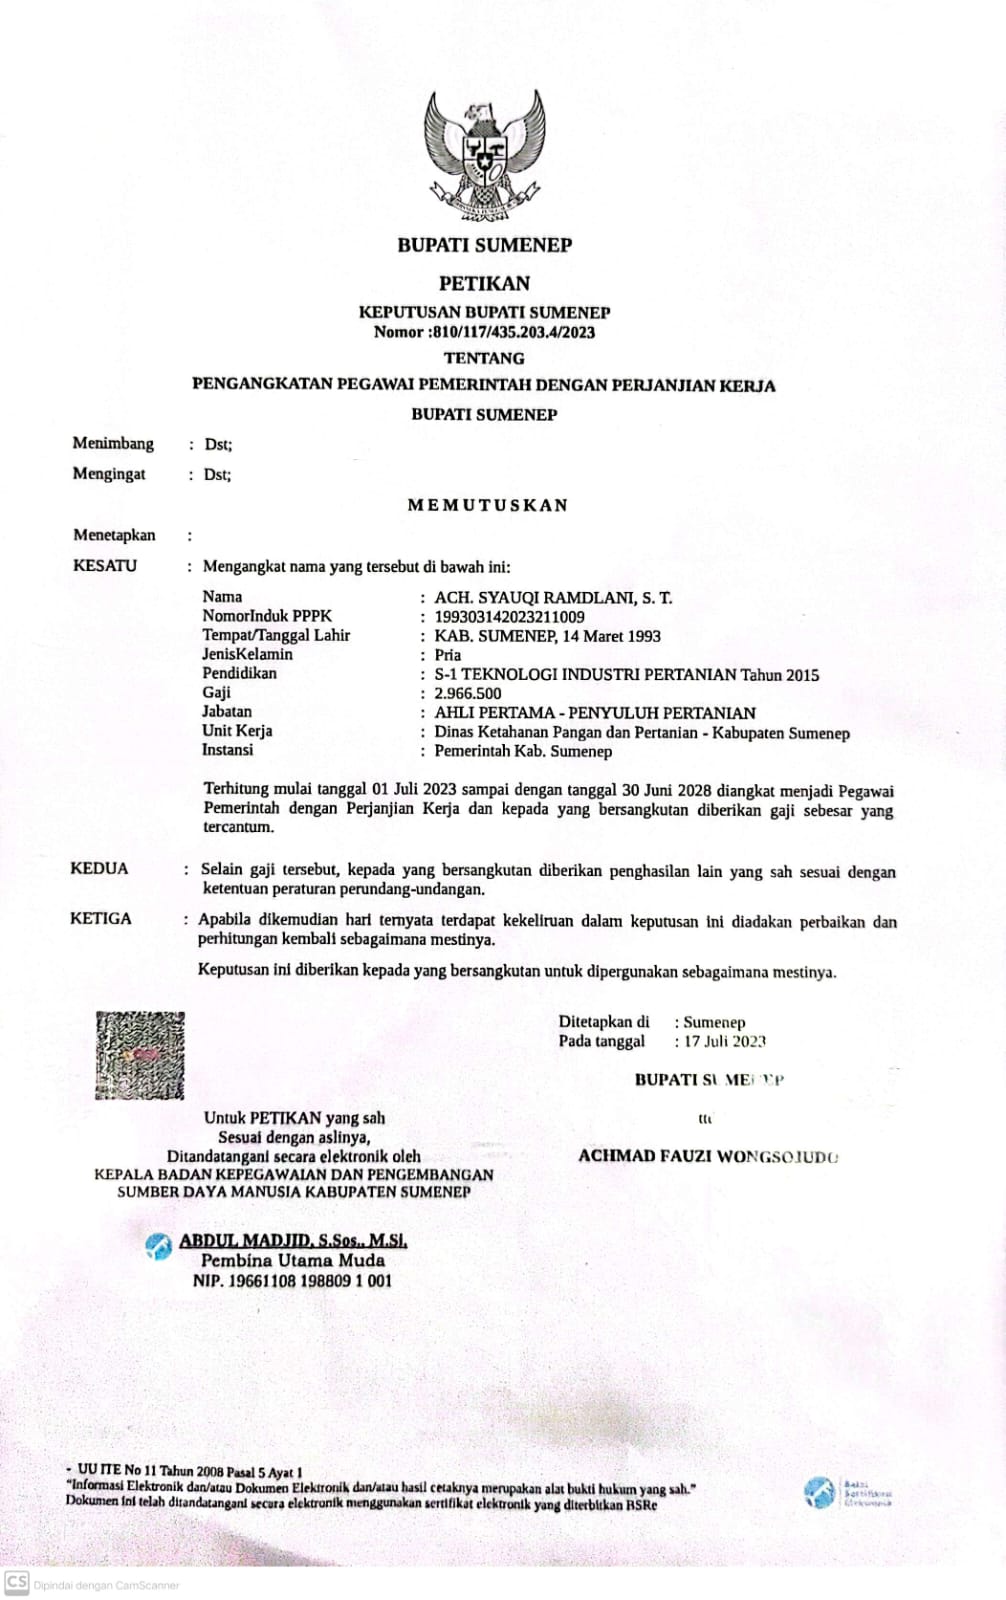 BUPATI SUMENEP
PETIKAN
KEPUTUSAN BUPATI SUMENEP
Nomor :810/117/435.203.4/2023
TENTANG
PENGANGKATAN PEGAWAI PEMERINTAH DENGAN PERJANJIAN KERJA
BUPATI SUMENEP
Menimbang : Dst;
Mengingat : Dst;
MEMUTUSKAN
Menetapkan :
KESATU : Mengangkat nama yang tersebut di bawah ini:
Nama : ACH. SYAUQI RAMDLANI, S. T.
NomorInduk PPPK : 199303142023211009
Tempat/Tanggal Lahir : KAB. SUMENEP, 14 Maret 1993
JenisKelamin : Pria
Pendidikan : S-1 TEKNOLOGI INDUSTRI PERTANIAN Tahun 2015
Gaji : 2.966.500
Jabatan : AHLI PERTAMA - PENYULUH PERTANIAN
Unit Kerja : Dinas Ketahanan Pangan dan Pertanian - Kabupaten Sumenep
Instansi : Pemerintah Kab. Sumenep
Terhitung mulai tanggal 01 Juli 2023 sampai dengan tanggal 30 Juni 2028 diangkat menjadi Pegawai
Pemerintah dengan Perjanjian Kerja dan kepada yang bersangkutan diberikan gaji sebesar yang
tercantum.
KEDUA : Selain gaji tersebut, kepada yang bersangkutan diberikan penghasilan lain yang sah sesuai dengan
ketentuan peraturan perundang-undangan.
KETIGA : Apabila dikemudian hari ternyata terdapat kekeliruan dalam keputusan ini diadakan perbaikan dan
perhitungan kembali sebagaimana mestinya.
Keputusan ini diberikan kepada yang bersangkutan untuk dipergunakan sebagaimana mestinya.
Ditetapkan di : Sumenep
Pada tanggal : 17 Juli 2023
BUPATI SUMENEP
ttt
ACHMAD FAUZI WONGSOJUDO
Untuk PETIKAN yang sah
Sesuai dengan aslinya,
Ditandatangani secara elektronik oleh
KEPALA BADAN KEPEGAWAIAN DAN PENGEMBANGAN
SUMBER DAYA MANUSIA KABUPATEN SUMENEP
ABDUL MADJID, S.Sos., M.Si.
Pembina Utama Muda
NIP. 19661108 198809 1 001
- UU ITE No 11 Tahun 2008 Pasal 5 Ayat 1
"Informasi Elektronik dan/atau Dokumen Elektronik dan/atau hasil cetaknya merupakan alat bukti hukum yang sah."
Dokumen ini telah ditandatangani secara elektronik menggunakan sertifikat elektronik yang diterbitkan BSRe
Balai
Sertifikasi
Elektronik
CS Dipindai dengan CamScanner